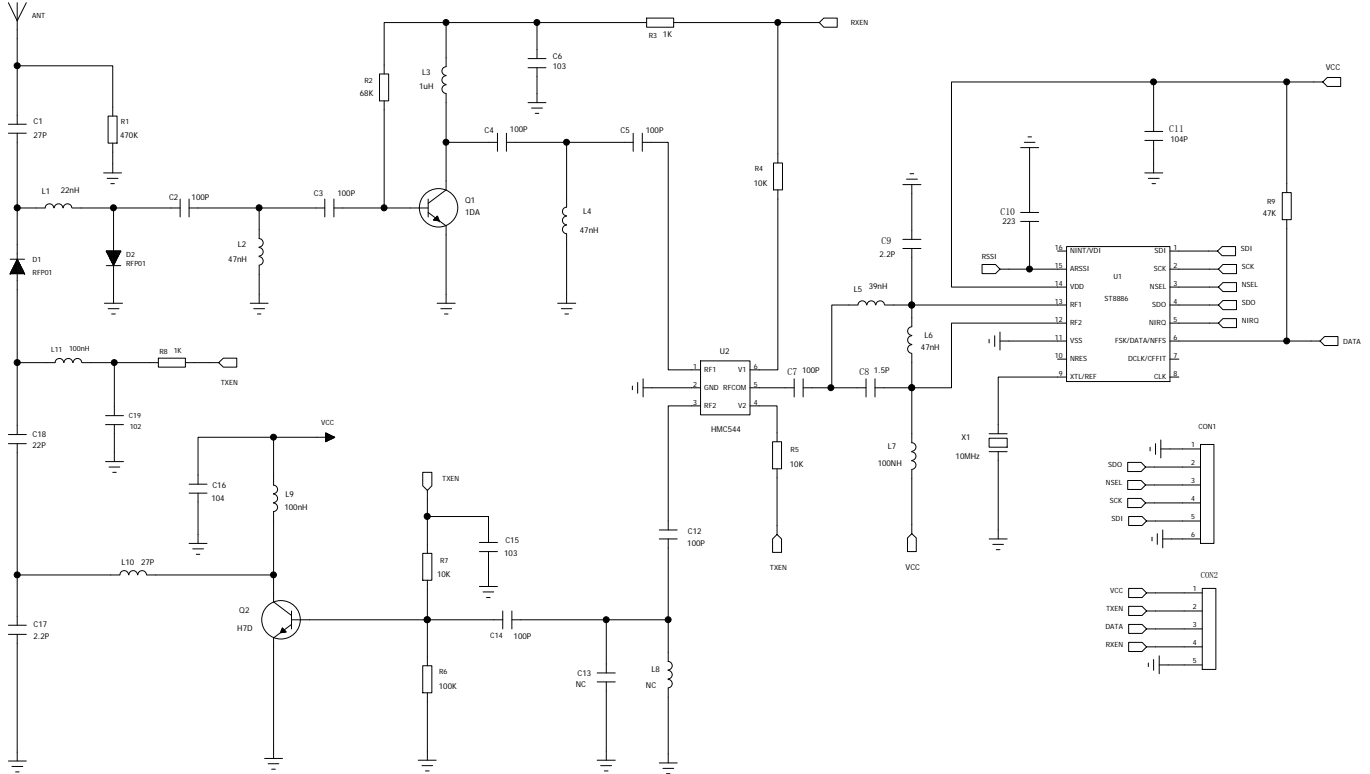 ANT
R3 1K
RXEN
C6
103
L3
1uH
R2
68K
VCC
C1
27P
R1
470K
C4 100P
C5 100P
C11
104P
R4
10K
L1 22nH
C2 100P
C3 100P
Q1
1DA
L4
47nH
C10
223
R9
47K
L2
47nH
C9
2.2P
D1
RFP01
D2
RFP01
RSSI
16 NINT/VDI SDI 1 SDI
15 ARSSI U1 SCK 2 SCK
14 VDD NSEL 3 NSEL
13 RF1 ST8886 SDO 4 SDO
12 RF2 NIRQ 5 NIRQ
11 VSS FSK/DATA/NFFS 6 DATA
10 NRES DCLK/CFFIT 7
9 XTL/REF CLK 8
L5 39nH
L6
47nH
L11 100nH
R8 1K
TXEN
U2
1 RF1 V1 6
2 GND RFCOM 5
3 RF2 V2 4
HMC544
C7 100P
C8 1.5P
C19
102
C18
22P
VCC
L7
100NH
X1
10MHz
R5
10K
CON1
1
SDO 2
NSEL 3
SCK 4
SDI 5
6
C16
104
L9
100nH
TXEN
C15
103
C12
100P
R7
10K
TXEN
VCC
L10 27P
CON2
VCC 1
TXEN 2
DATA 3
RXEN 4
5
Q2
H7D
C17
2.2P
C14 100P
R6
100K
C13
NC
L8
NC